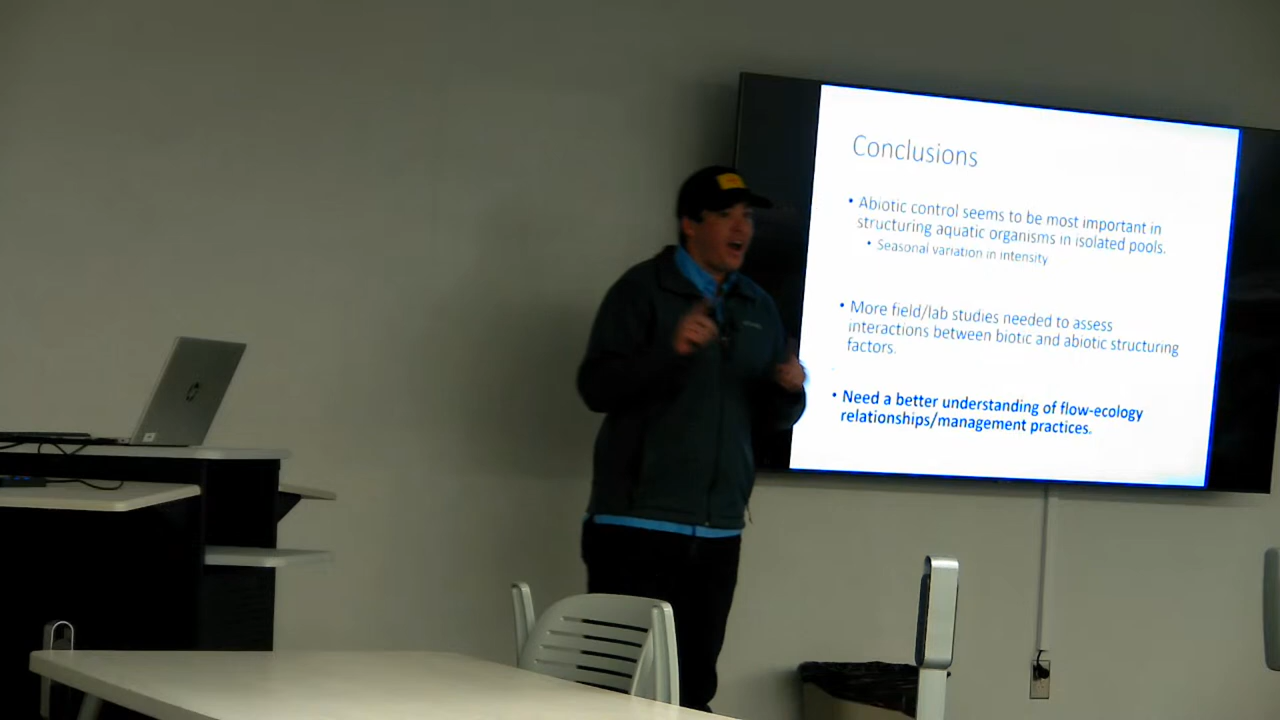 Conclusions
• Abiotic control seems to be most important in
structuring aquatic organisms in isolated pools.
• Seasonal variation in intensity
• More field/lab studies needed to assess
interactions between biotic and abiotic structuring
factors.
• Need a better understanding of flow-ecology
relationships/management practices.